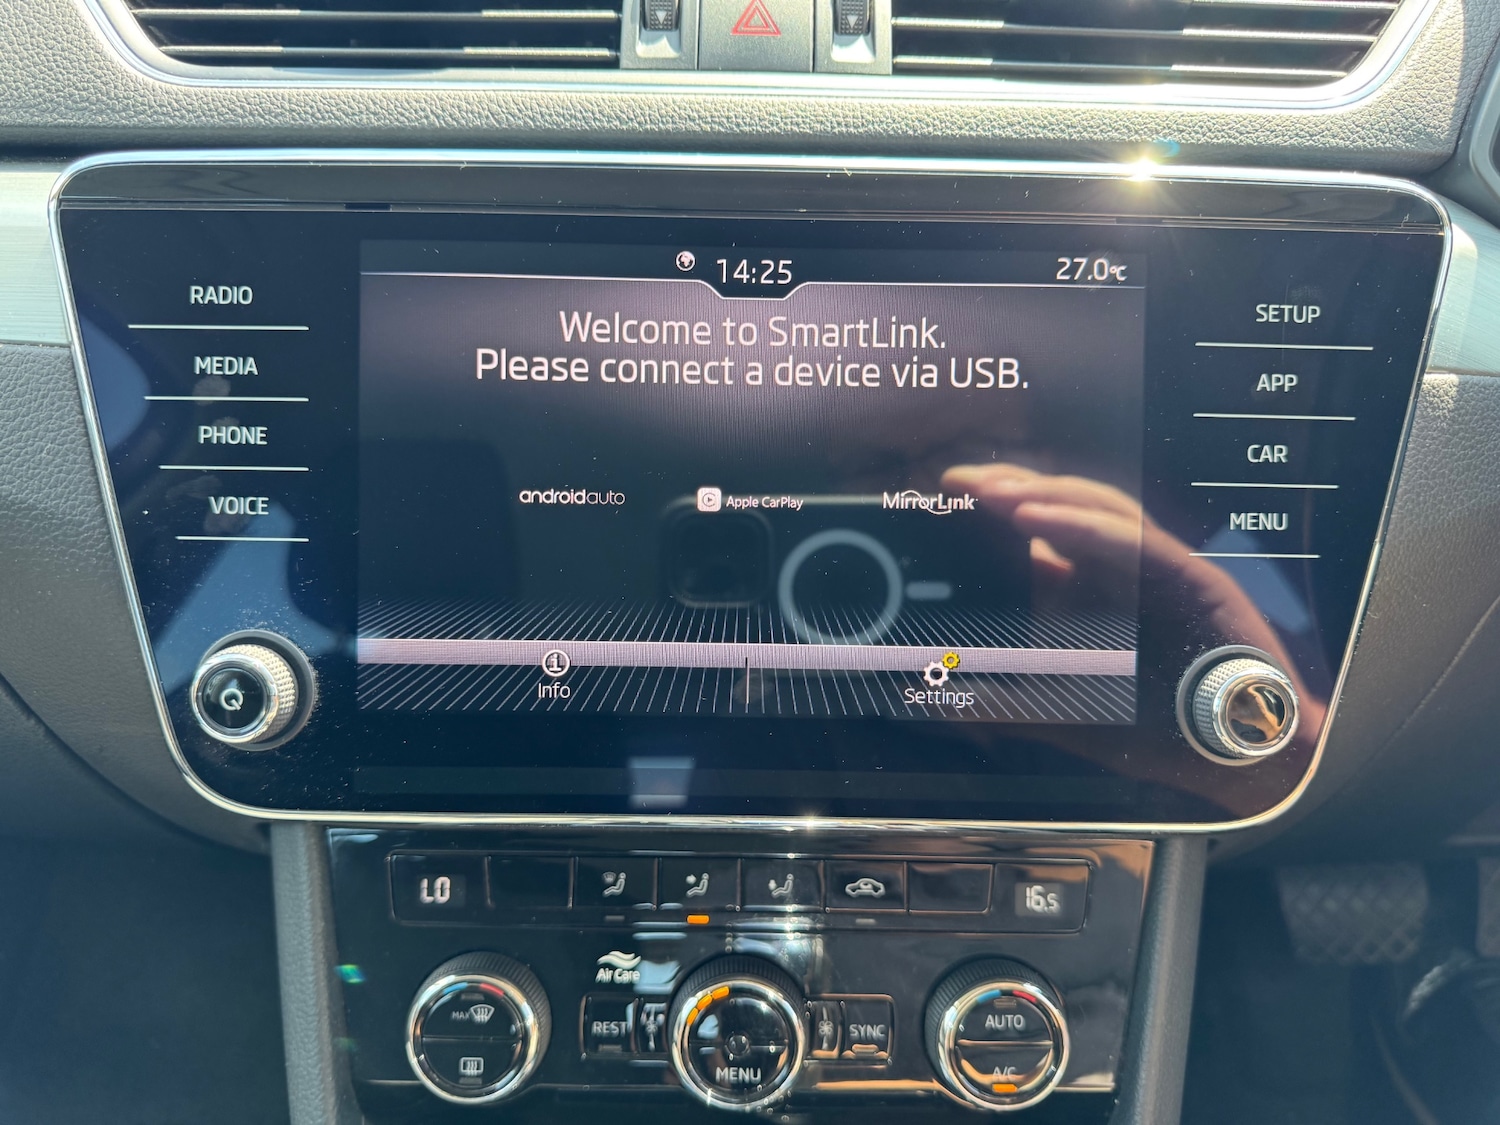 14:25
27.0°C
RADIO
MEDIA
PHONE
VOICE
Welcome to SmartLink.
Please connect a device via USB.
androidauto
Apple CarPlay
MirrorLink
Info
Settings
SETUP
APP
CAR
MENU
LO
16.5
Air Care
MAX
REST
MENU
SYNC
AUTO
A/C